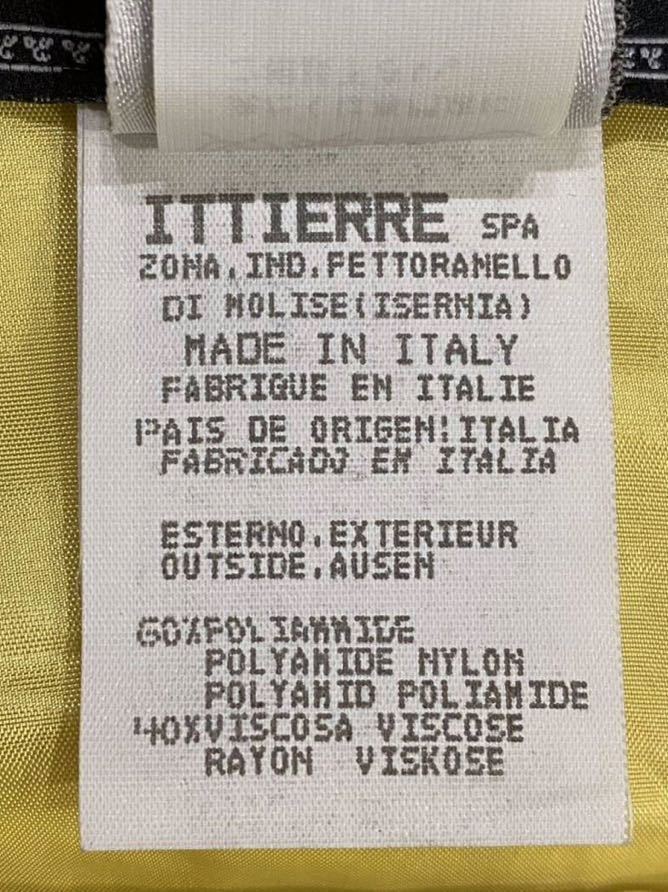 ITTIERRE SPA
ZONA.IND.PETTORANELLO
DI MOLISE(ISERNIA)
MADE IN ITALY
FABRIQUE EN ITALIE
PAIS DE ORIGEN:ITALIA
FABRICADO EN ITALIA
ESTERNO.EXTERIEUR
OUTSIDE.AUSEN
60%POLIAMMIDE
POLYAMIDE NYLON
POLYAMID POLIAMIDE
40%VISCOSA VISCOSE
RAYON VISKOSE